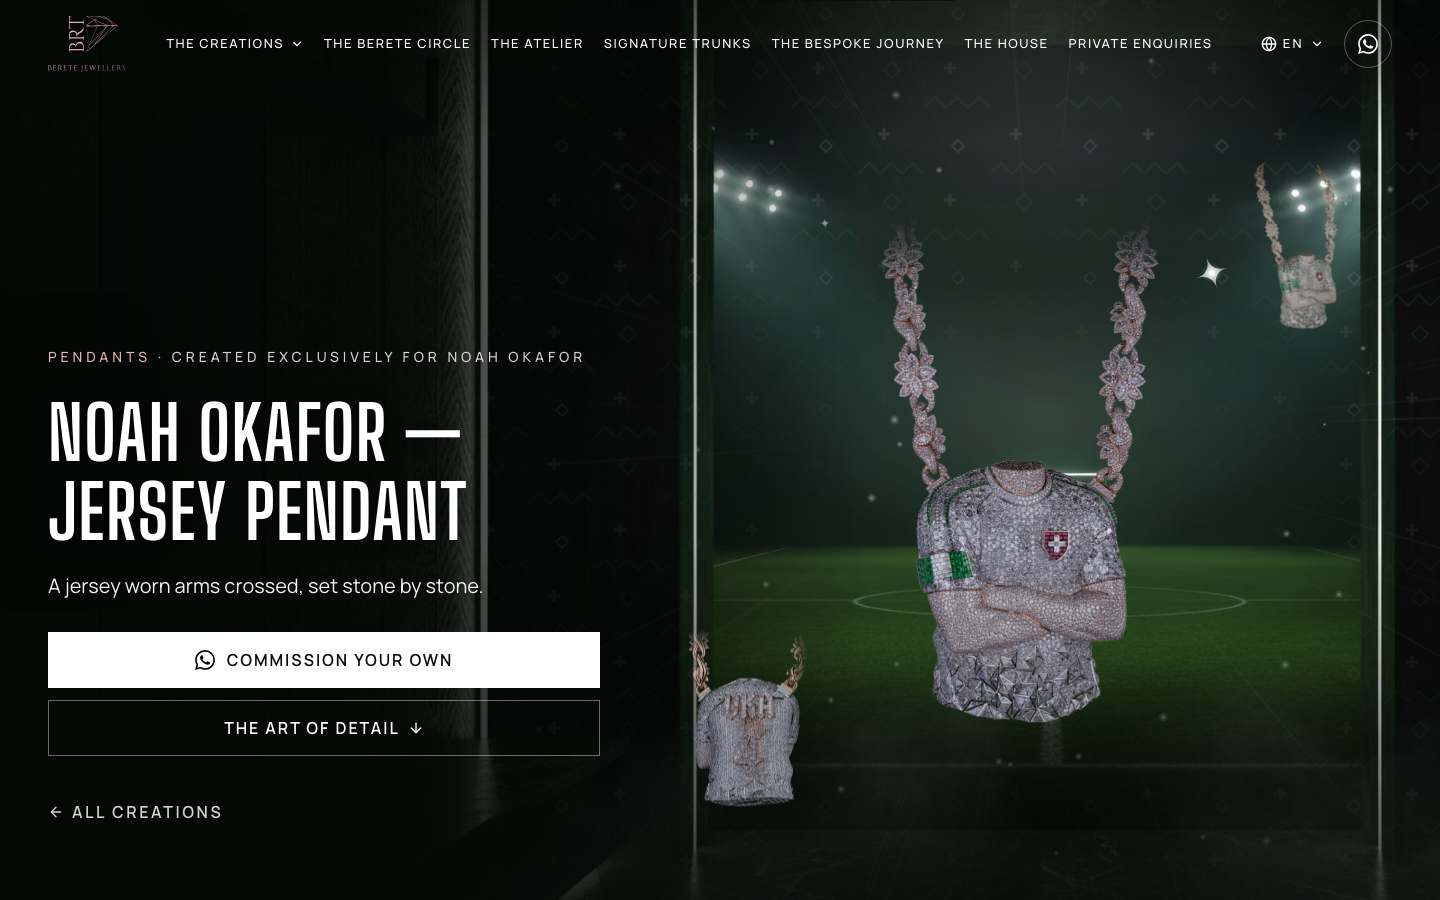 BRT
BERETE JEWELLERS
THE CREATIONS
THE BERETE CIRCLE
THE ATELIER
SIGNATURE TRUNKS
THE BESPOKE JOURNEY
THE HOUSE
PRIVATE ENQUIRIES
EN
PENDANTS · CREATED EXCLUSIVELY FOR NOAH OKAFOR
NOAH OKAFOR —
JERSEY PENDANT
A jersey worn arms crossed, set stone by stone.
COMMISSION YOUR OWN
THE ART OF DETAIL ↓
← ALL CREATIONS